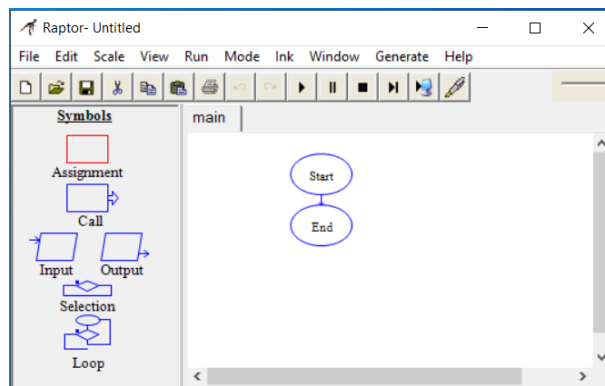 Raptor- Untitled
File Edit Scale View Run Mode Ink Window Generate Help
Symbols
main
Assignment
Call
Input Output
Selection
Loop
Start
End